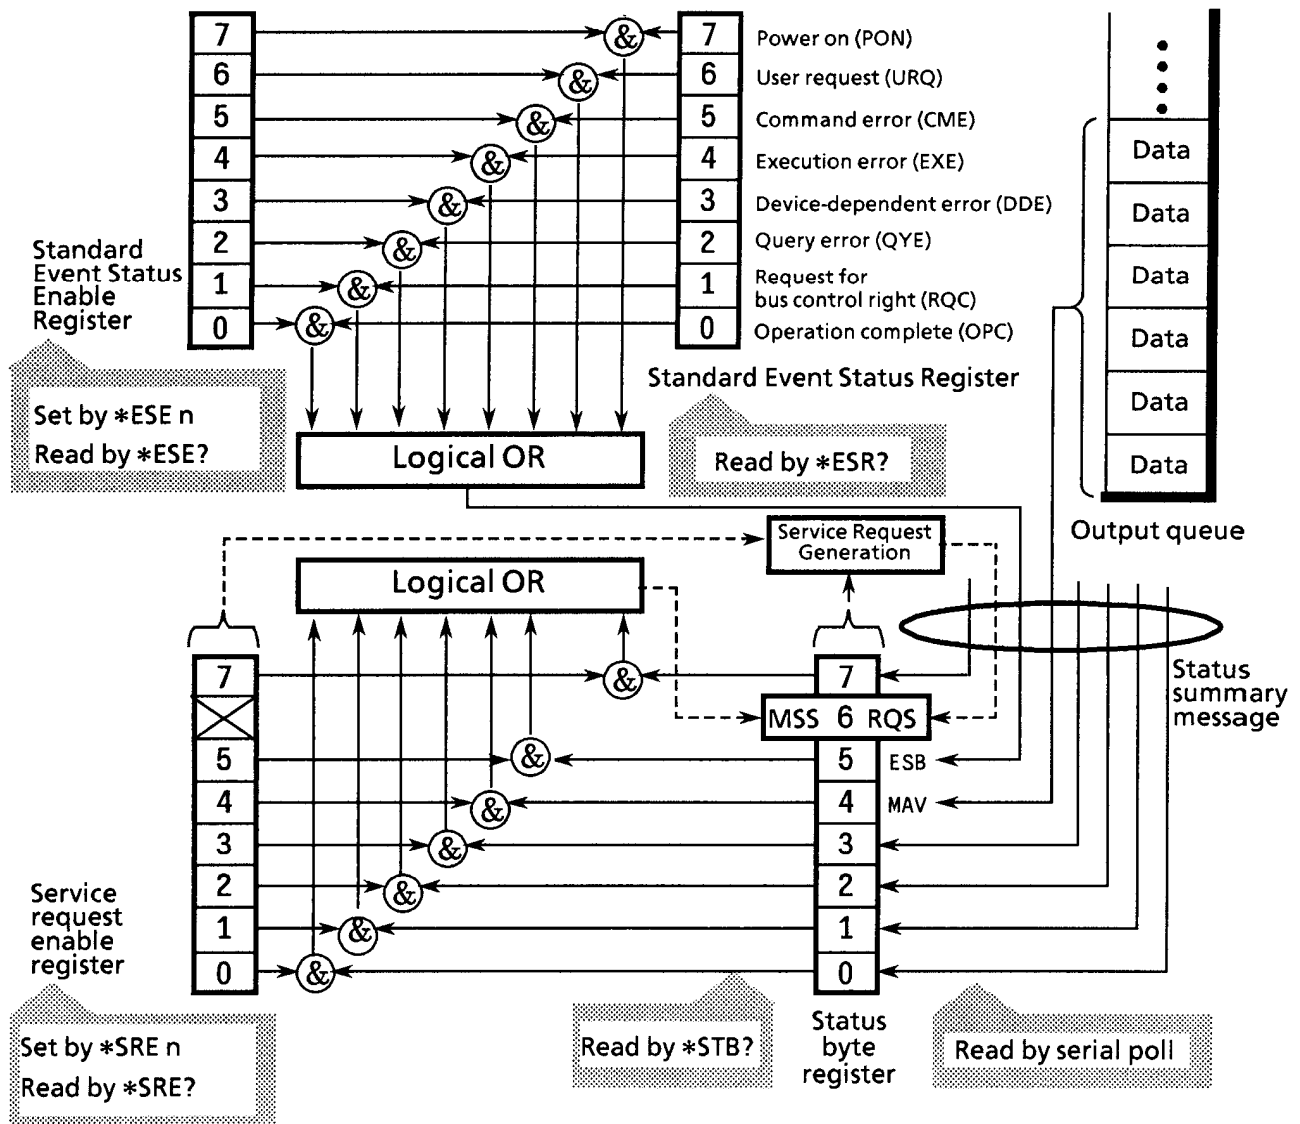 7 & 7 Power on (PON)
6 & 6 User request (URQ)
5 & 5 Command error (CME)
4 & 4 Execution error (EXE)
3 & 3 Device-dependent error (DDE)
2 & 2 Query error (QYE)
1 & 1 Request for
bus control right (RQC)
0 & 0 Operation complete (OPC)
Standard
Event Status
Enable
Register
Set by *ESE n
Read by *ESE?
Standard Event Status Register
Read by *ESR?
Logical OR
Data
Data
Data
Data
Data
Data
Output queue
Service Request
Generation
Logical OR
Status
summary
message
7 & 7
MSS 6 RQS
5 & 5 ESB
4 & 4 MAV
3 & 3
2 & 2
1 & 1
0 & 0
Service
request
enable
register
Set by *SRE n
Read by *SRE?
Read by *STB?
Status
byte
register
Read by serial poll